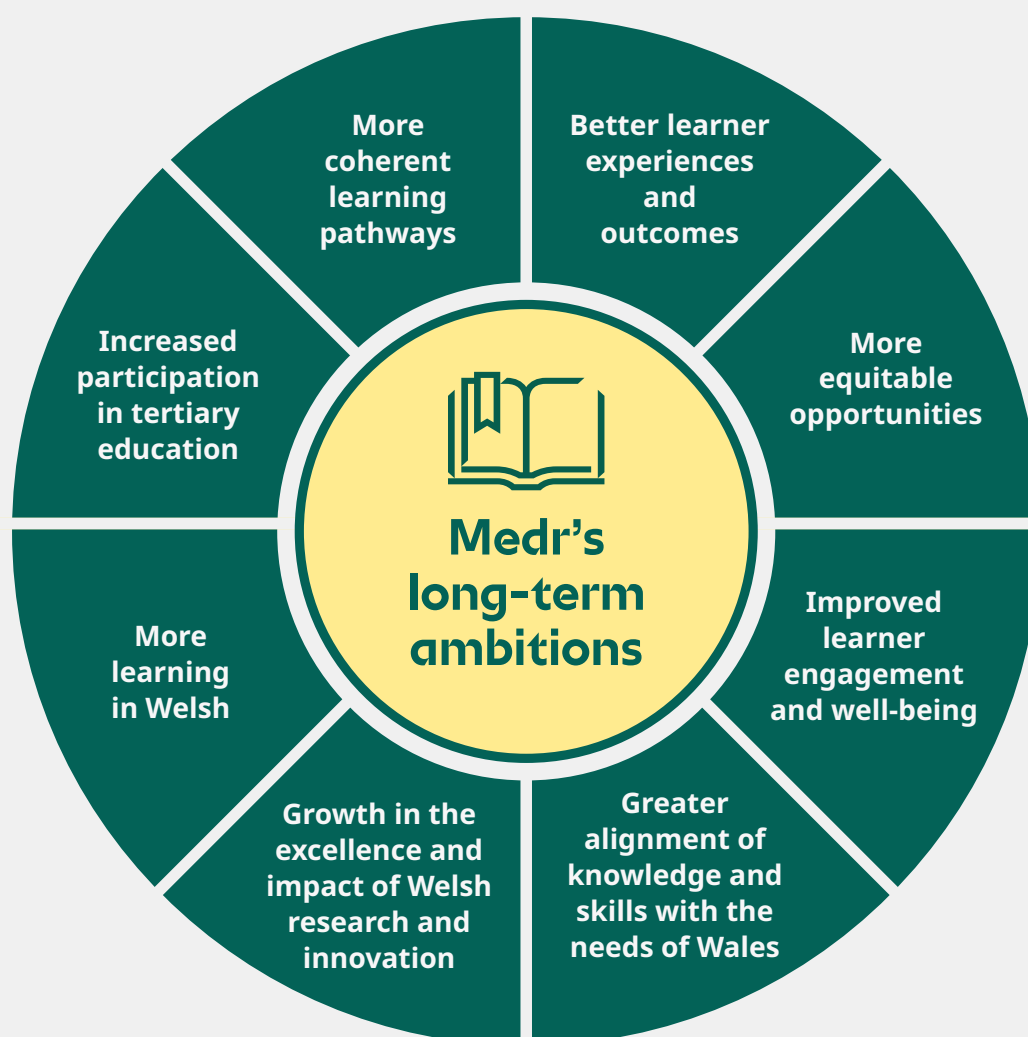 Medr’s
long-term
ambitions
Better learner
experiences
and
outcomes
More
equitable
opportunities
Improved
learner
engagement
and well-being
Greater
alignment of
knowledge and
skills with the
needs of Wales
Growth in the
excellence and
impact of Welsh
research and
innovation
More
learning
in Welsh
Increased
participation
in tertiary
education
More
coherent
learning
pathways